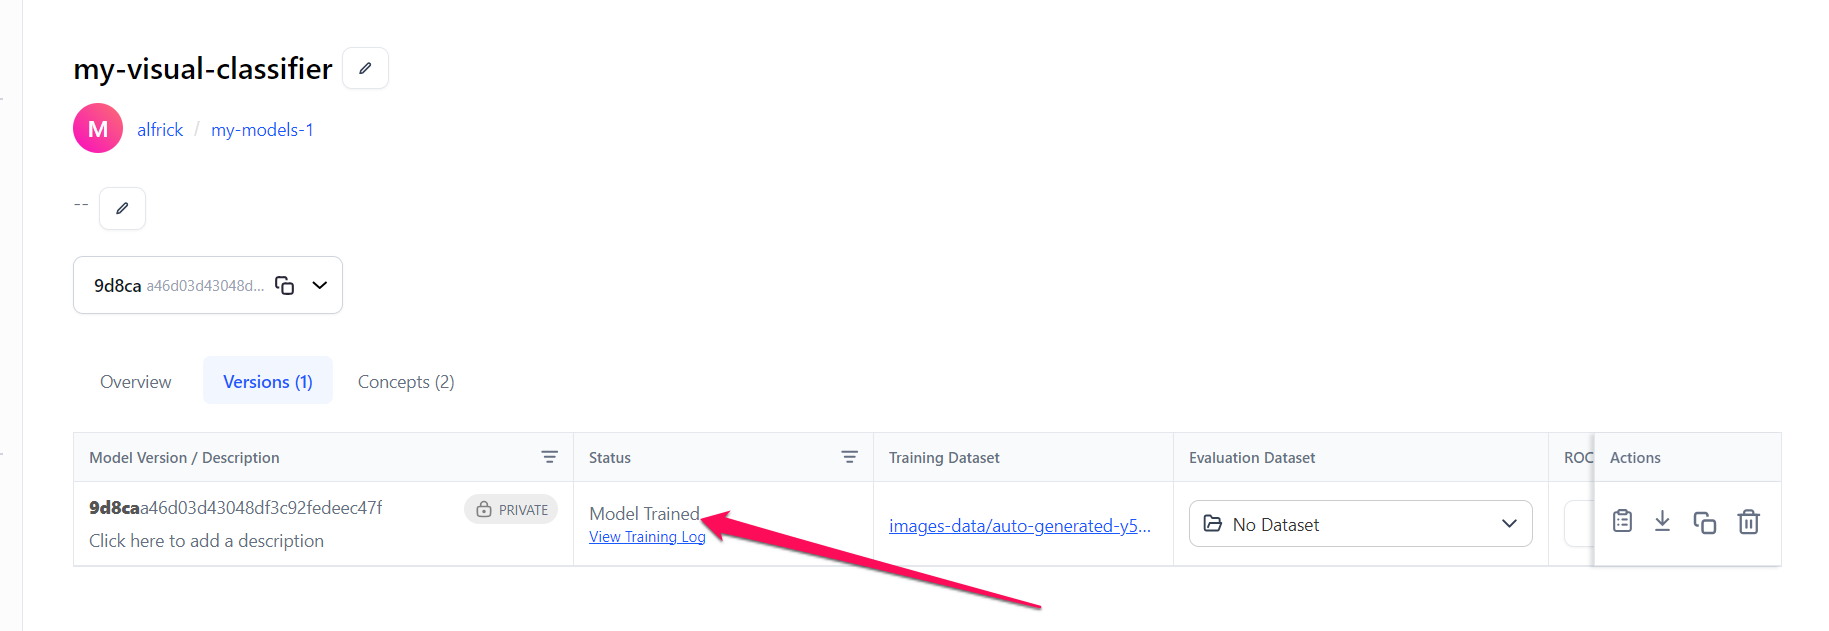 my-visual-classifier
M
alfrick / my-models-1
--
9d8ca a46d03d43048d...
Overview
Versions (1)
Concepts (2)
Model Version / Description
Status
Training Dataset
Evaluation Dataset
ROC
Actions
9d8caa46d03d43048df3c92fedeec47f
PRIVATE
Click here to add a description
Model Trained
View Training Log
images-data/auto-generated-y5...
No Dataset